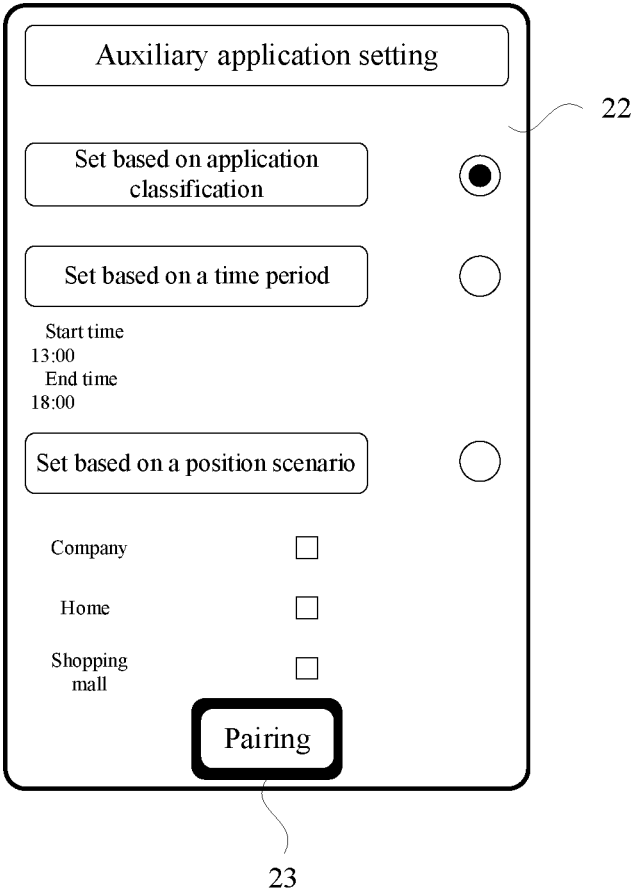 Auxiliary application setting
22
Set based on application
classification
Set based on a time period
Start time
13:00
End time
18:00
Set based on a position scenario
Company
Home
Shopping
mall
Pairing
23